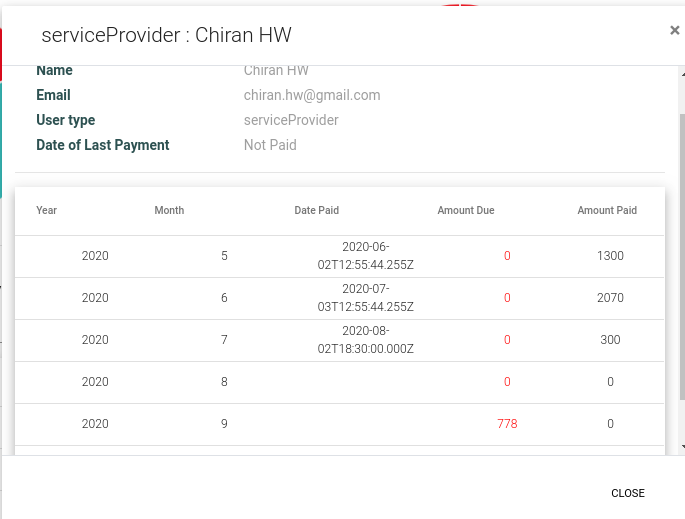 serviceProvider : Chiran HW ×
Name Chiran HW
Email chiran.hw@gmail.com
User type serviceProvider
Date of Last Payment Not Paid
Year Month Date Paid Amount Due Amount Paid
2020 5 2020-06-
02T12:55:44.255Z 0 1300
2020 6 2020-07-
03T12:55:44.255Z 0 2070
2020 7 2020-08-
02T18:30:00.000Z 0 300
2020 8 0 0
2020 9 778 0
CLOSE